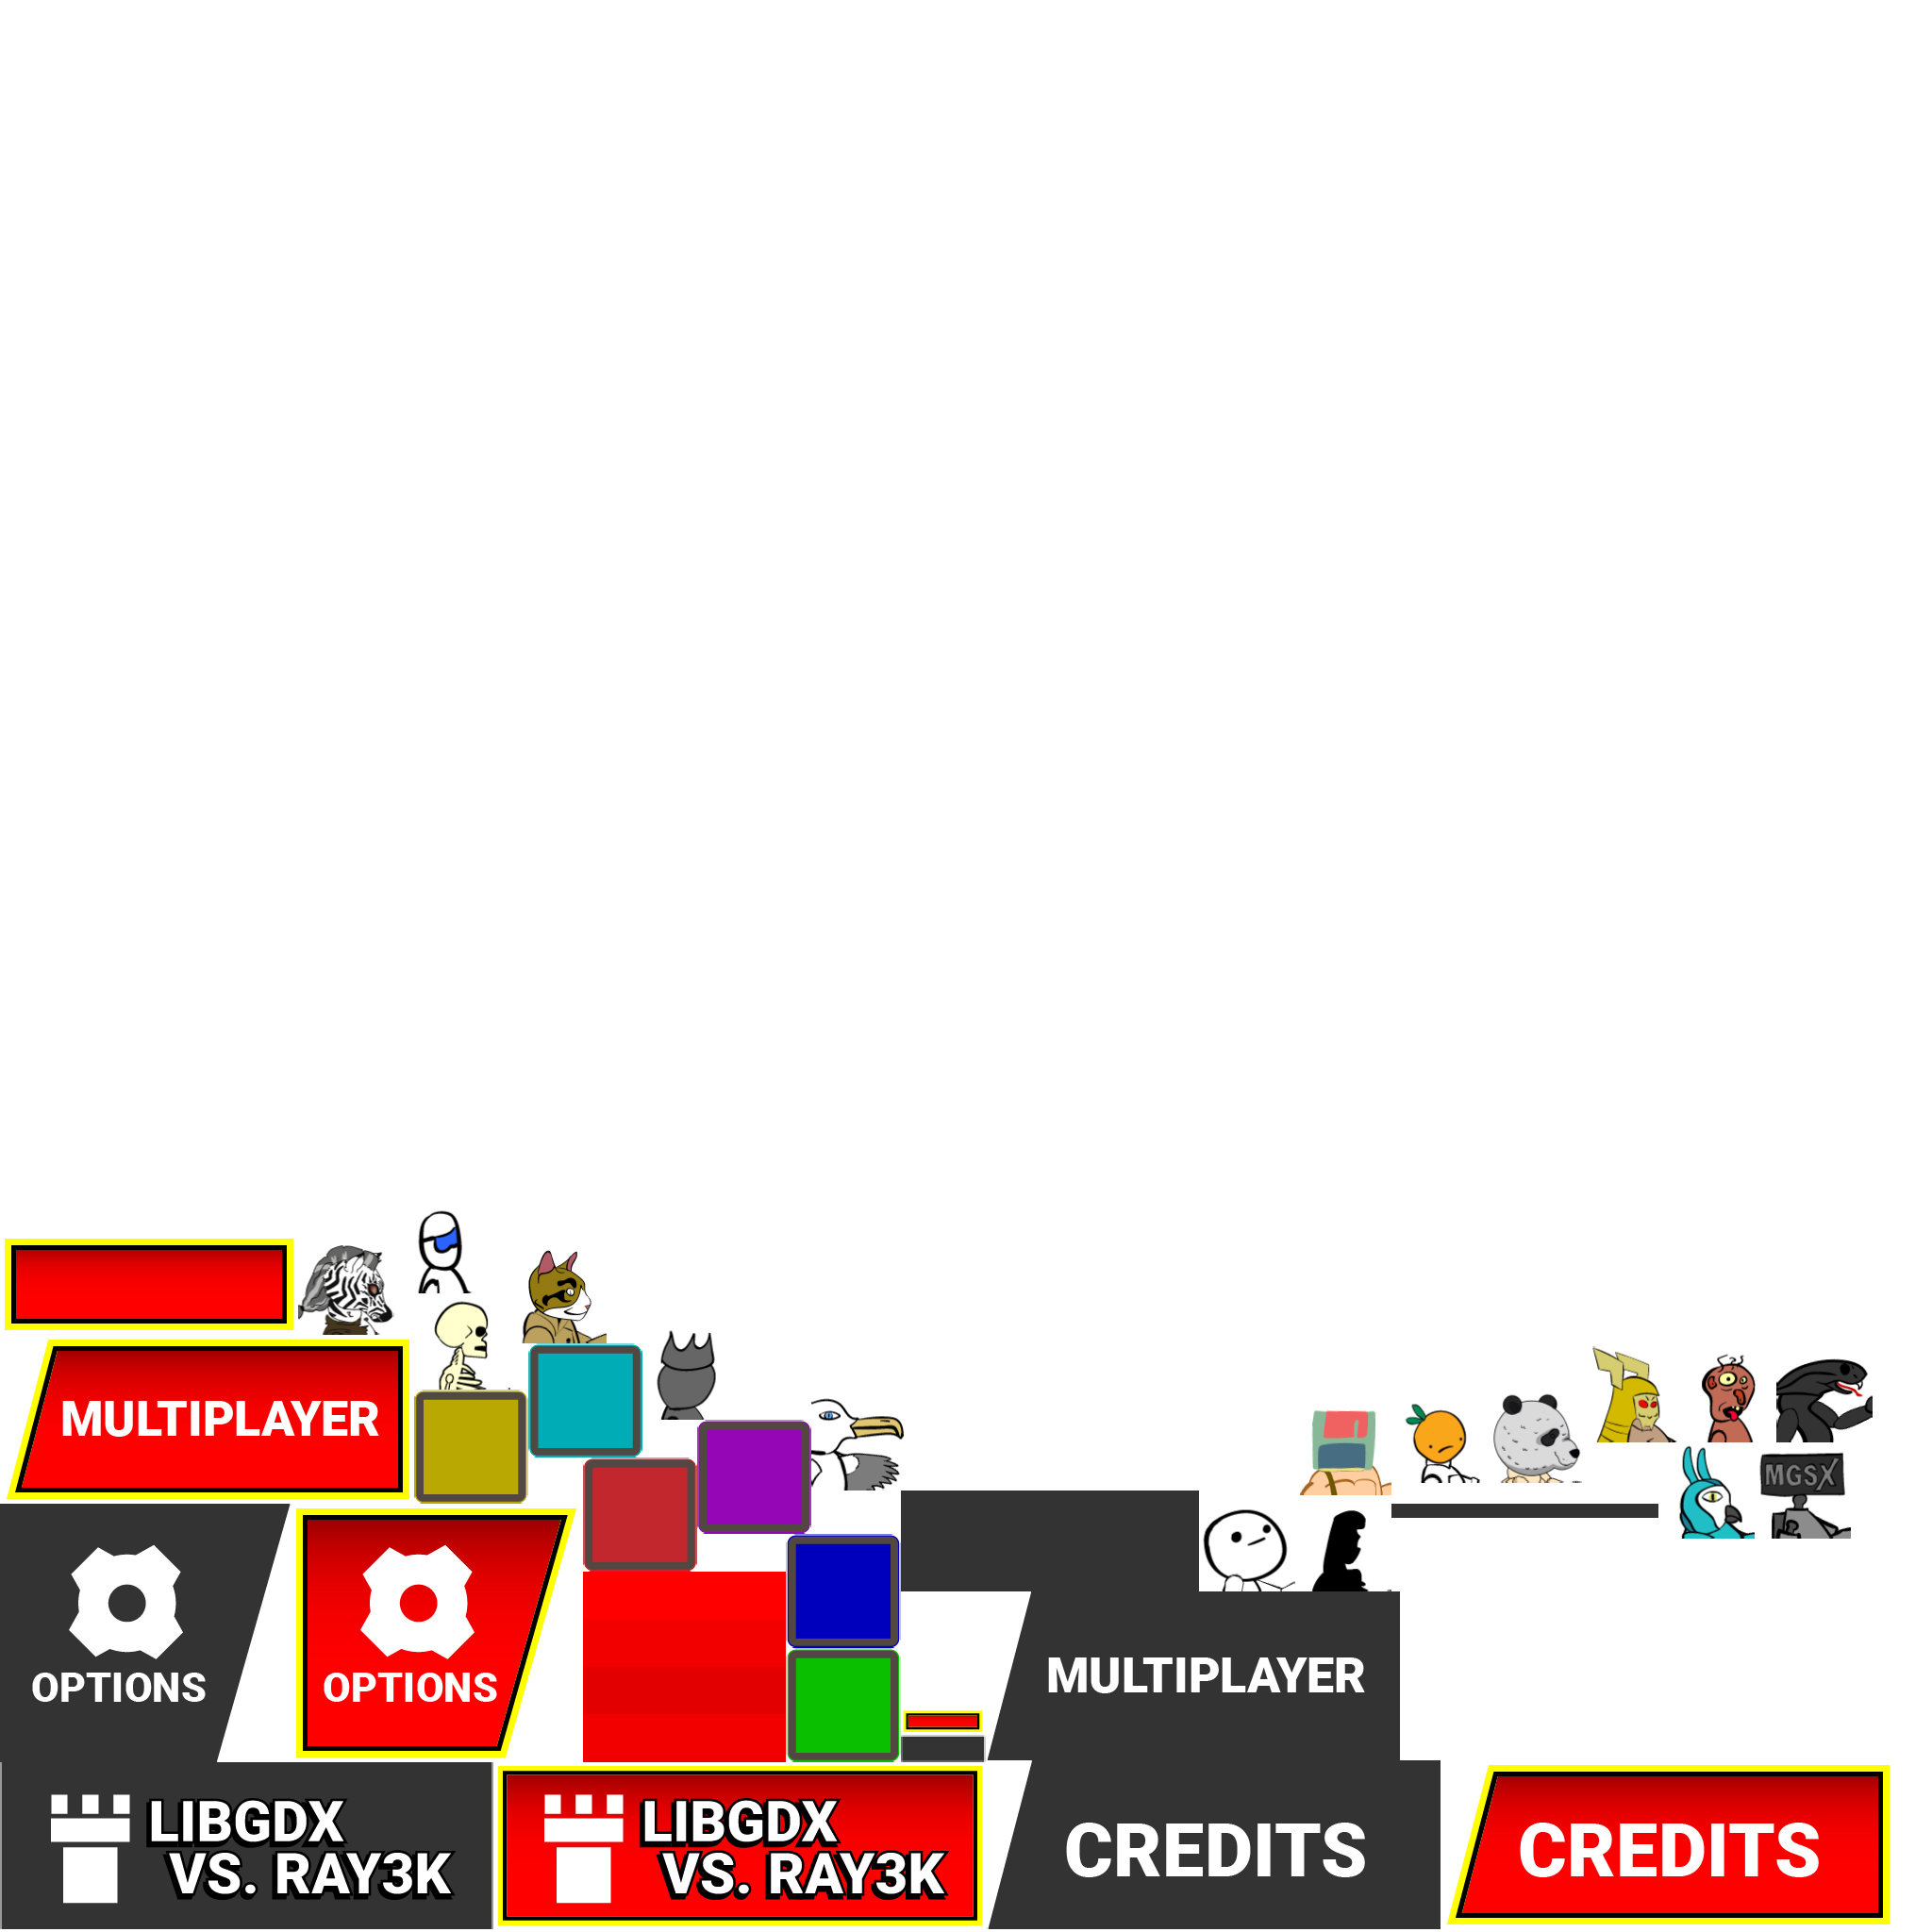 MULTIPLAYER
MGSX
OPTIONS
OPTIONS
MULTIPLAYER
LIBGDX
VS. RAY3K
LIBGDX
VS. RAY3K
CREDITS
CREDITS